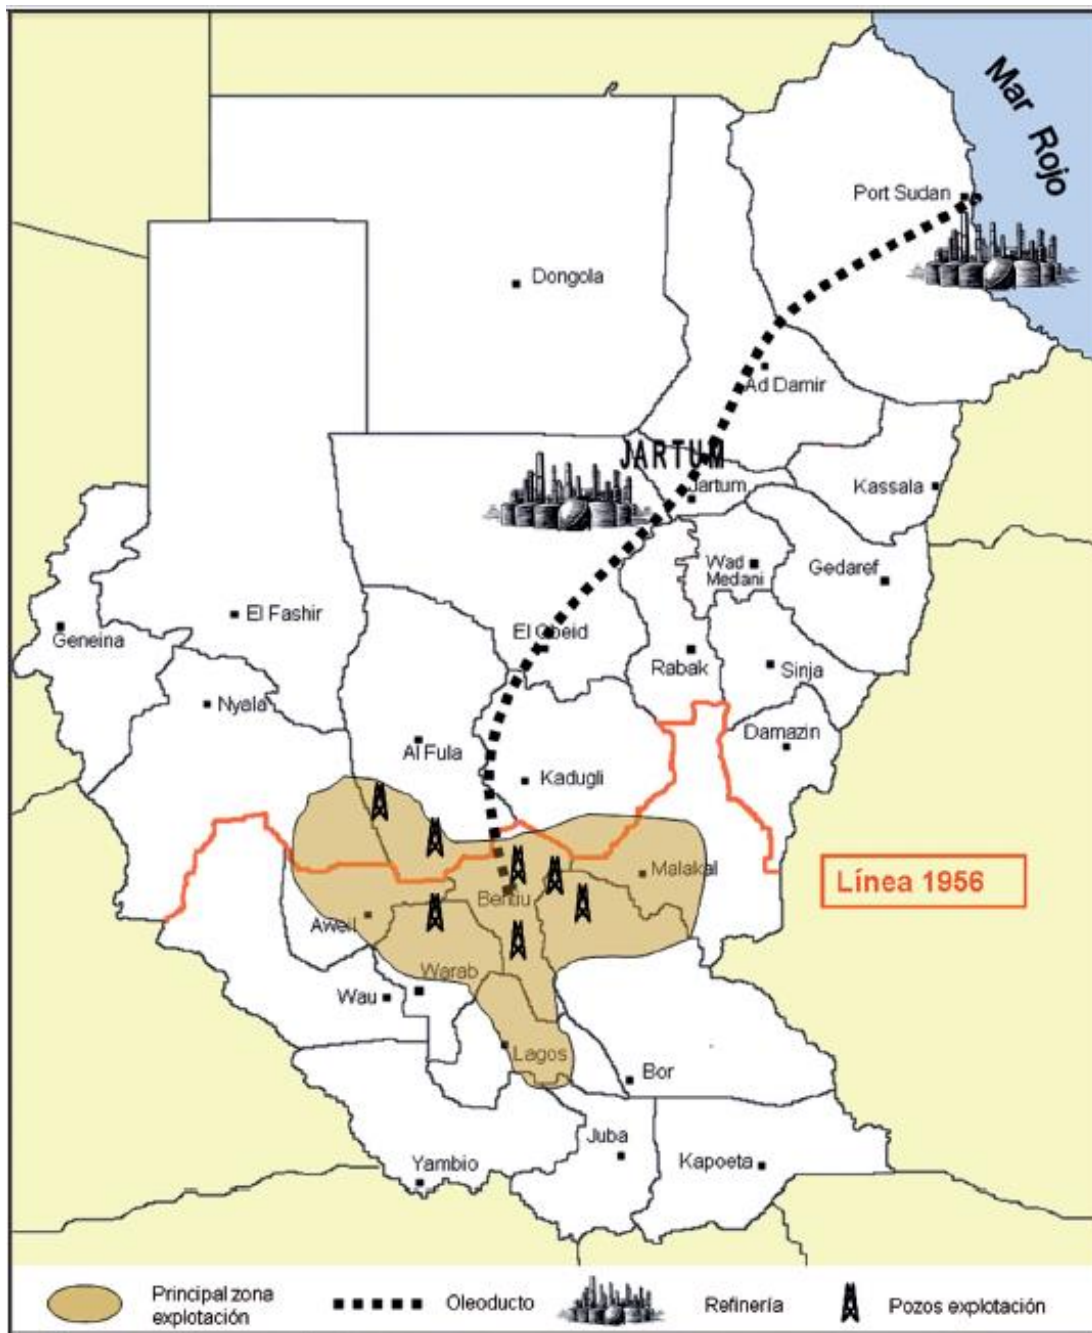 Mar Rojo
Port Sudan
Dongola
Ad Damir
JARTUM
Jartum
Kassala
Wad
Medani
Gedaref
El Fashir
Geneina
El Obeid
Rabak
Sinja
Nyala
Damazin
Al Fula
Kadugli
Malakal
Línea 1956
Bentiu
Aweil
Warab
Wau
Lagos
Bor
Juba
Kapoeta
Yambio
Principal zona
explotación
Oleoducto
Refinería
Pozos explotación